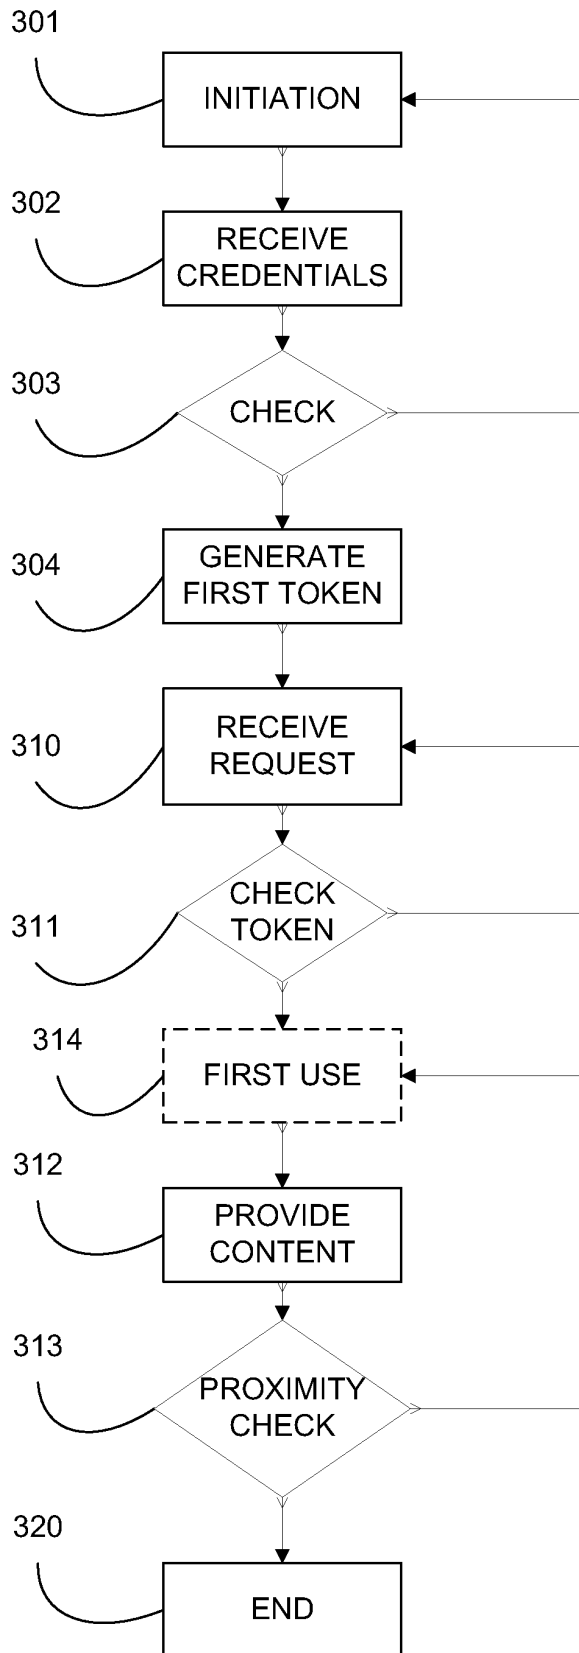 301
INITIATION
302
RECEIVE
CREDENTIALS
303
CHECK
304
GENERATE
FIRST TOKEN
310
RECEIVE
REQUEST
311
CHECK
TOKEN
314
FIRST USE
312
PROVIDE
CONTENT
313
PROXIMITY
CHECK
320
END